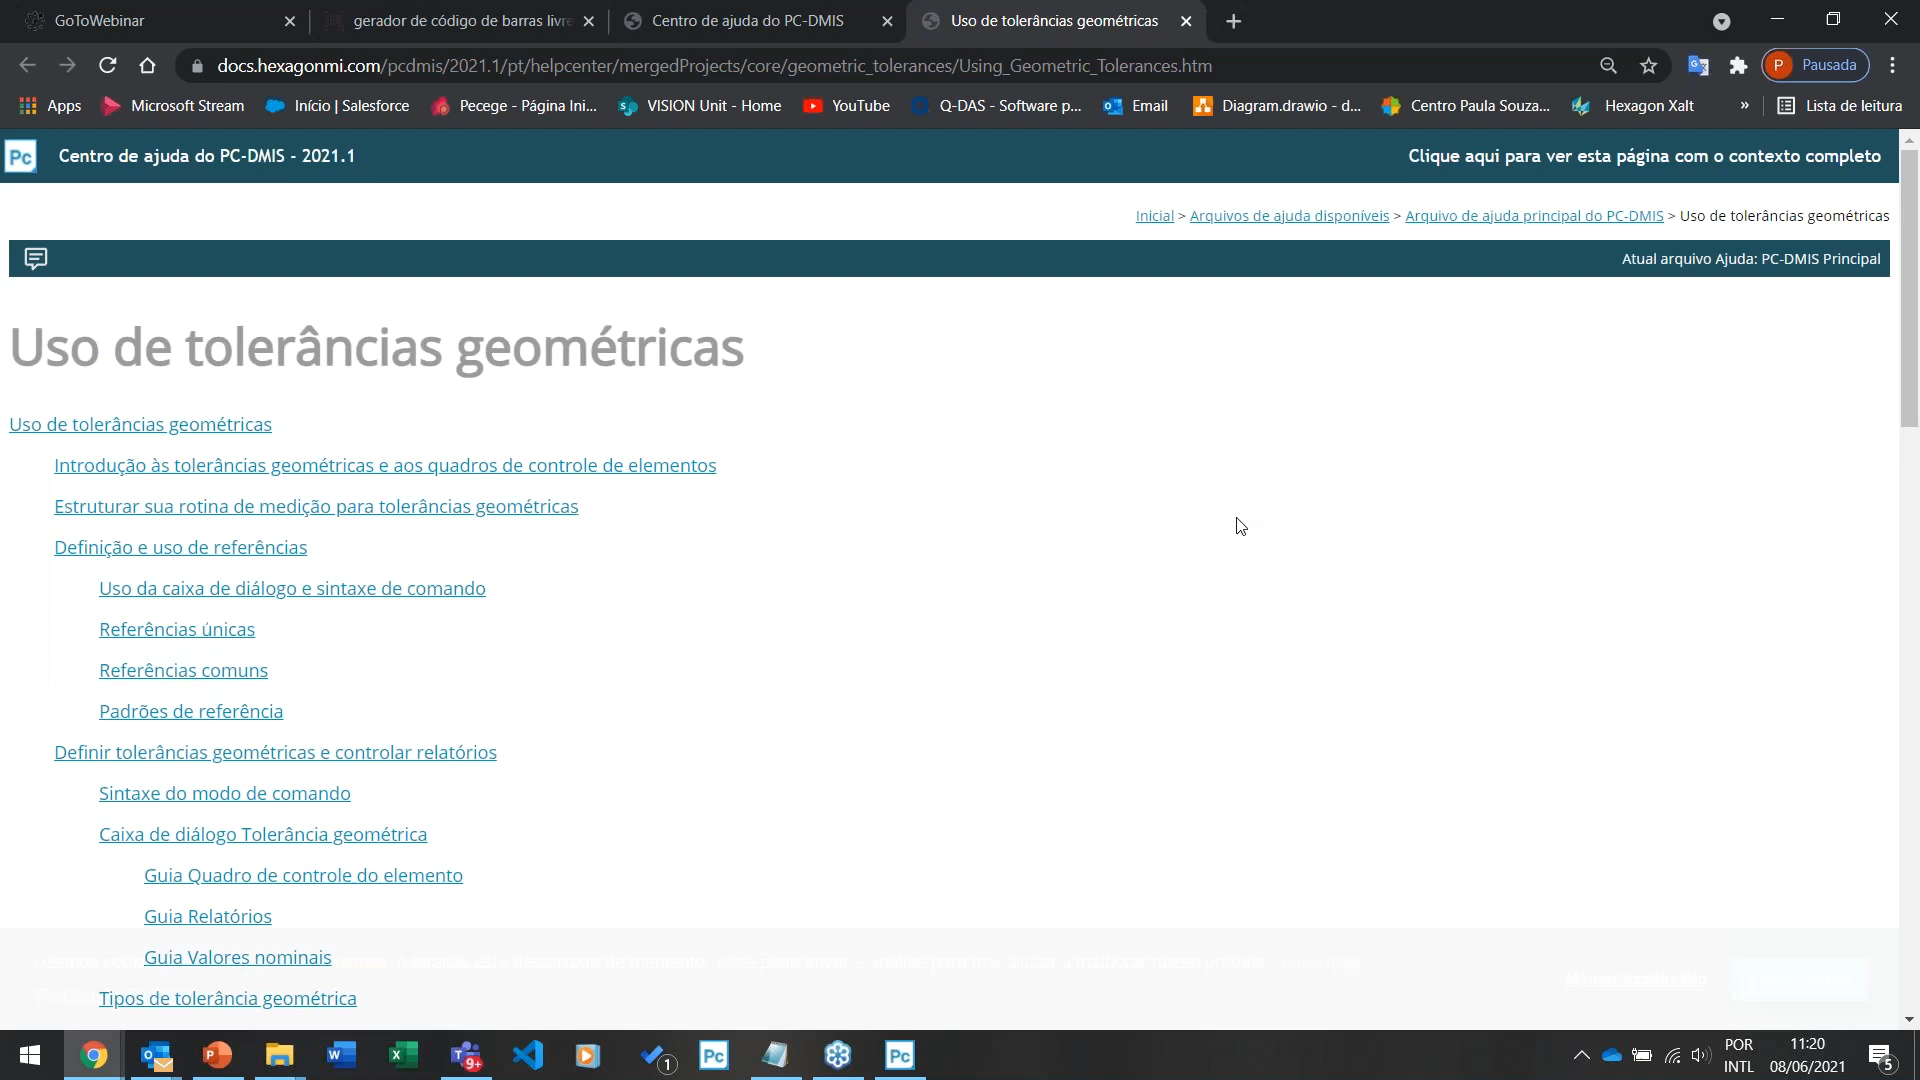 GoToWebinar
gerador de código de barras livre
Centro de ajuda do PC-DMIS
Uso de tolerâncias geométricas
docs.hexagonmi.com/pcdmis/2021.1/pt/helpcenter/mergedProjects/core/geometric_tolerances/Using_Geometric_Tolerances.htm
P Pausada
Apps
Microsoft Stream
Início | Salesforce
Pecege - Página Ini...
VISION Unit - Home
YouTube
Q-DAS - Software p...
Email
Diagram.drawio - d...
Centro Paula Souza...
Hexagon Xalt
»
Lista de leitura
Pc Centro de ajuda do PC-DMIS - 2021.1
Clique aqui para ver esta página com o contexto completo
Inicial > Arquivos de ajuda disponíveis > Arquivo de ajuda principal do PC-DMIS > Uso de tolerâncias geométricas
Atual arquivo Ajuda: PC-DMIS Principal
Uso de tolerâncias geométricas
Uso de tolerâncias geométricas
Introdução às tolerâncias geométricas e aos quadros de controle de elementos
Estruturar sua rotina de medição para tolerâncias geométricas
Definição e uso de referências
Uso da caixa de diálogo e sintaxe de comando
Referências únicas
Referências comuns
Padrões de referência
Definir tolerâncias geométricas e controlar relatórios
Sintaxe do modo de comando
Caixa de diálogo Tolerância geométrica
Guia Quadro de controle do elemento
Guia Relatórios
Guia Valores nominais
Tipos de tolerância geométrica
9+
1
Pc
Pc
POR
INTL
11:20
08/06/2021
5